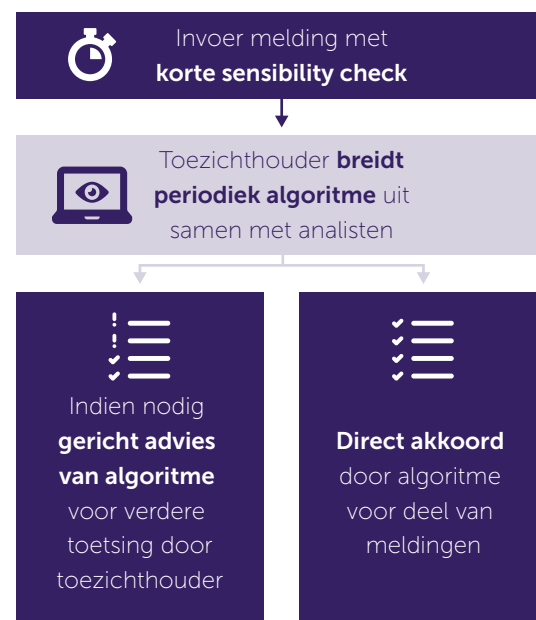 Invoer melding met
korte sensibility check
Toezichthouder breidt
periodiek algoritme uit
samen met analisten
Indien nodig
gericht advies
van algoritme
voor verdere
toetsing door
toezichthouder
Direct akkoord
door algoritme
voor deel van
meldingen